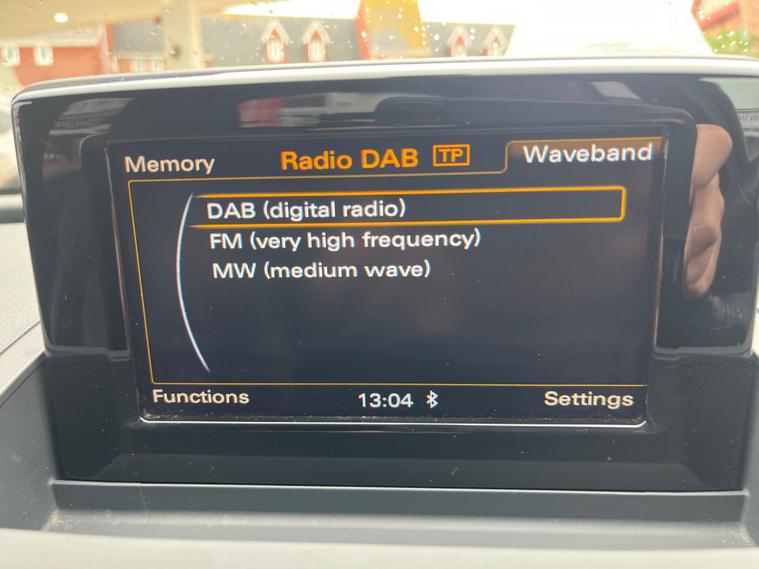 Memory Radio DAB TP Waveband
DAB (digital radio)
FM (very high frequency)
MW (medium wave)
Functions 13:04 Settings